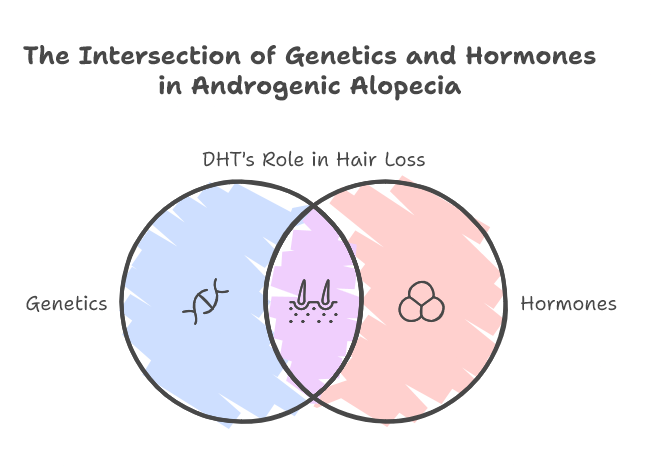 The Intersection of Genetics and Hormones
in Androgenic Alopecia
DHT's Role in Hair Loss
Genetics
Hormones